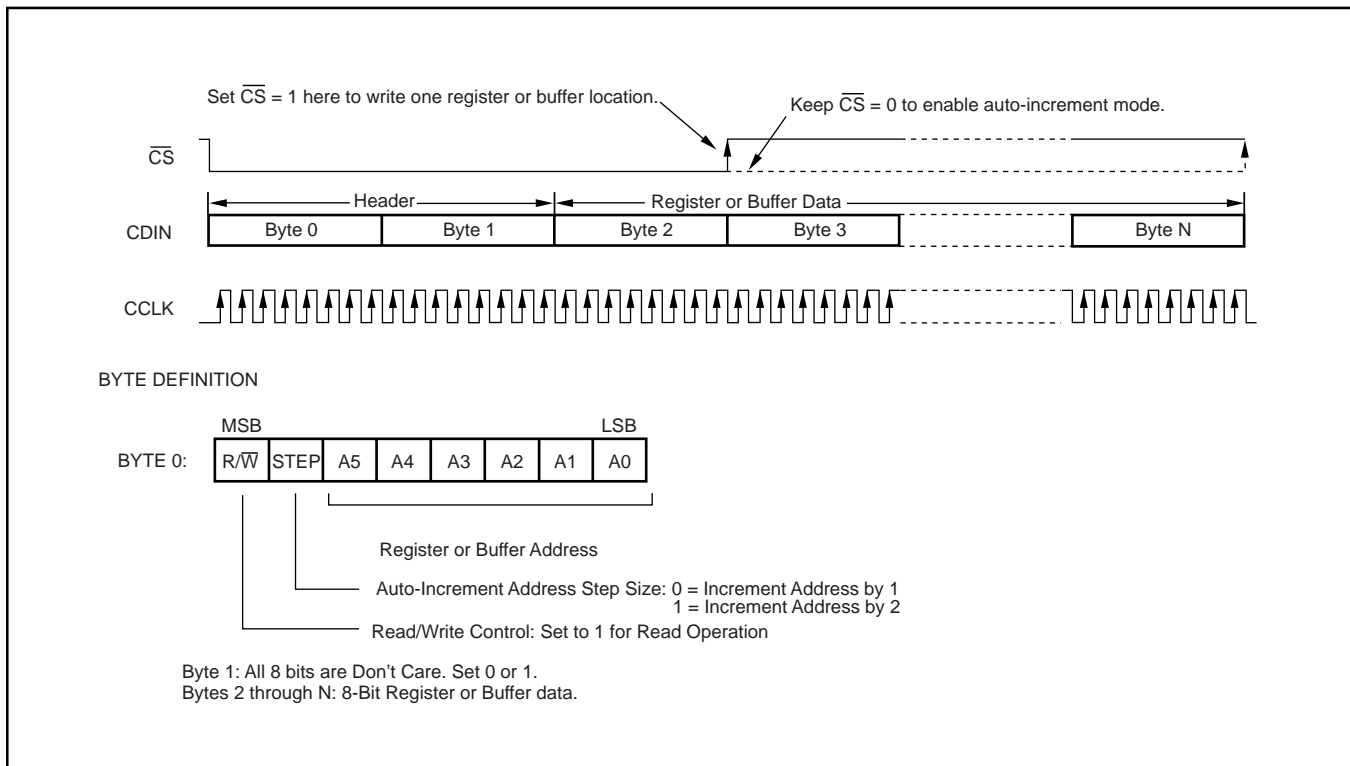 Set C̅S̅ = 1 here to write one register or buffer location.
Keep C̅S̅ = 0 to enable auto-increment mode.
C̅S̅
Header
Register or Buffer Data
CDIN
Byte 0
Byte 1
Byte 2
Byte 3
Byte N
CCLK
BYTE DEFINITION
MSB
LSB
BYTE 0:
R/W̅
STEP
A5
A4
A3
A2
A1
A0
Register or Buffer Address
Auto-Increment Address Step Size: 0 = Increment Address by 1
1 = Increment Address by 2
Read/Write Control: Set to 1 for Read Operation
Byte 1: All 8 bits are Don't Care. Set 0 or 1.
Bytes 2 through N: 8-Bit Register or Buffer data.